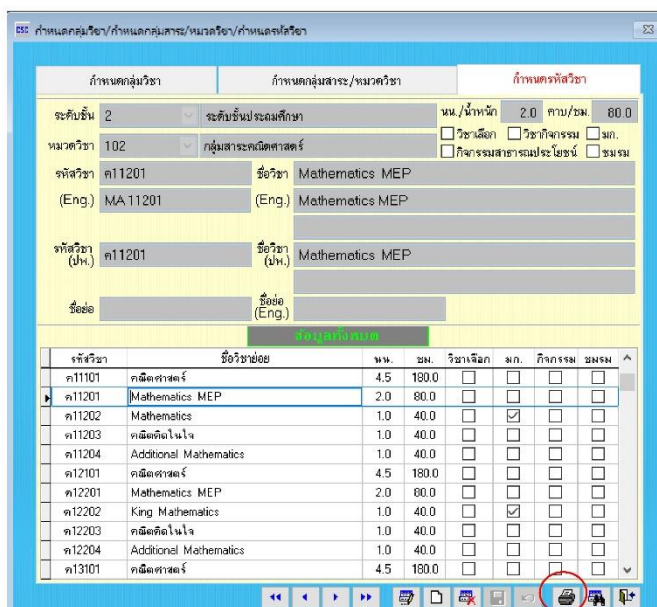 CSC กำหนดกลุ่มวิชา/กำหนดกลุ่มสาระ/หมวดวิชา/กำหนดรหัสวิชา
กำหนดกลุ่มวิชา กำหนดกลุ่มสาระ/หมวดวิชา กำหนดรหัสวิชา
ระดับชั้น 2 ระดับชั้นประถมศึกษา นน./น้ำหนัก 2.0 คาบ/ชม. 80.0
วิชาเลือก วิชากิจกรรม มก.
หมวดวิชา 102 กลุ่มสาระคณิตศาสตร์ กิจกรรมสาธารณประโยชน์ ชมรม
รหัสวิชา ค11201 ชื่อวิชา Mathematics MEP
(Eng.) MA 11201 (Eng.) Mathematics MEP
รหัสวิชา (ปพ.) ค11201 ชื่อวิชา (ปพ.) Mathematics MEP
ชื่อย่อ ชื่อย่อ (Eng.)
ข้อมูลทั้งหมด
รหัสวิชา ชื่อวิชาย่อย นน. ชม. วิชาเลือก มก. กิจกรรม ชมรม
ค11101 คณิตศาสตร์ 4.5 180.0
ค11201 Mathematics MEP 2.0 80.0
ค11202 Mathematics 1.0 40.0
ค11203 คณิตคิดในใจ 1.0 40.0
ค11204 Additional Mathematics 1.0 40.0
ค12101 คณิตศาสตร์ 4.5 180.0
ค12201 Mathematics MEP 2.0 80.0
ค12202 King Mathematics 1.0 40.0
ค12203 คณิตคิดในใจ 1.0 40.0
ค12204 Additional Mathematics 1.0 40.0
ค13101 คณิตศาสตร์ 4.5 180.0